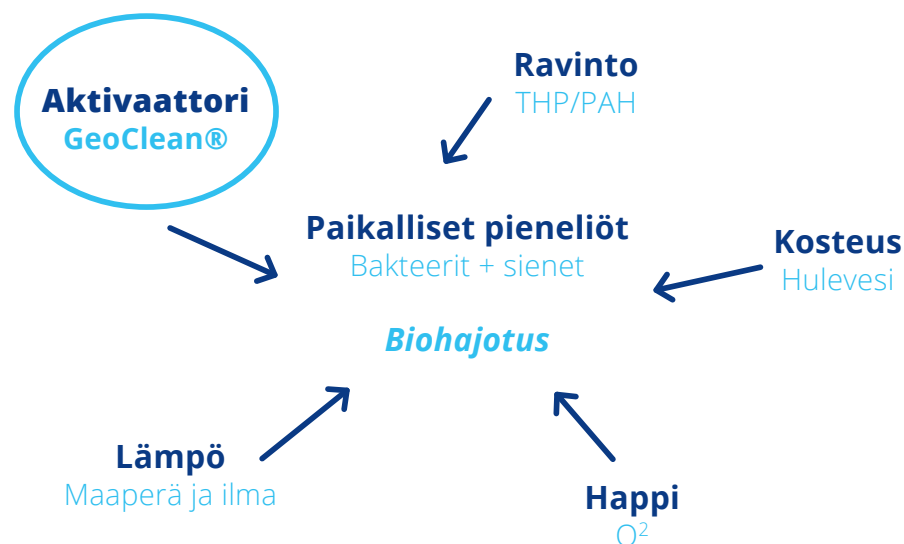 Aktivaattori
GeoClean®
Ravinto
THP/PAH
Paikalliset pieneliöt
Bakteerit + sienet
Kosteus
Hulevesi
Biohajotus
Lämpö
Maaperä ja ilma
Happi
O²